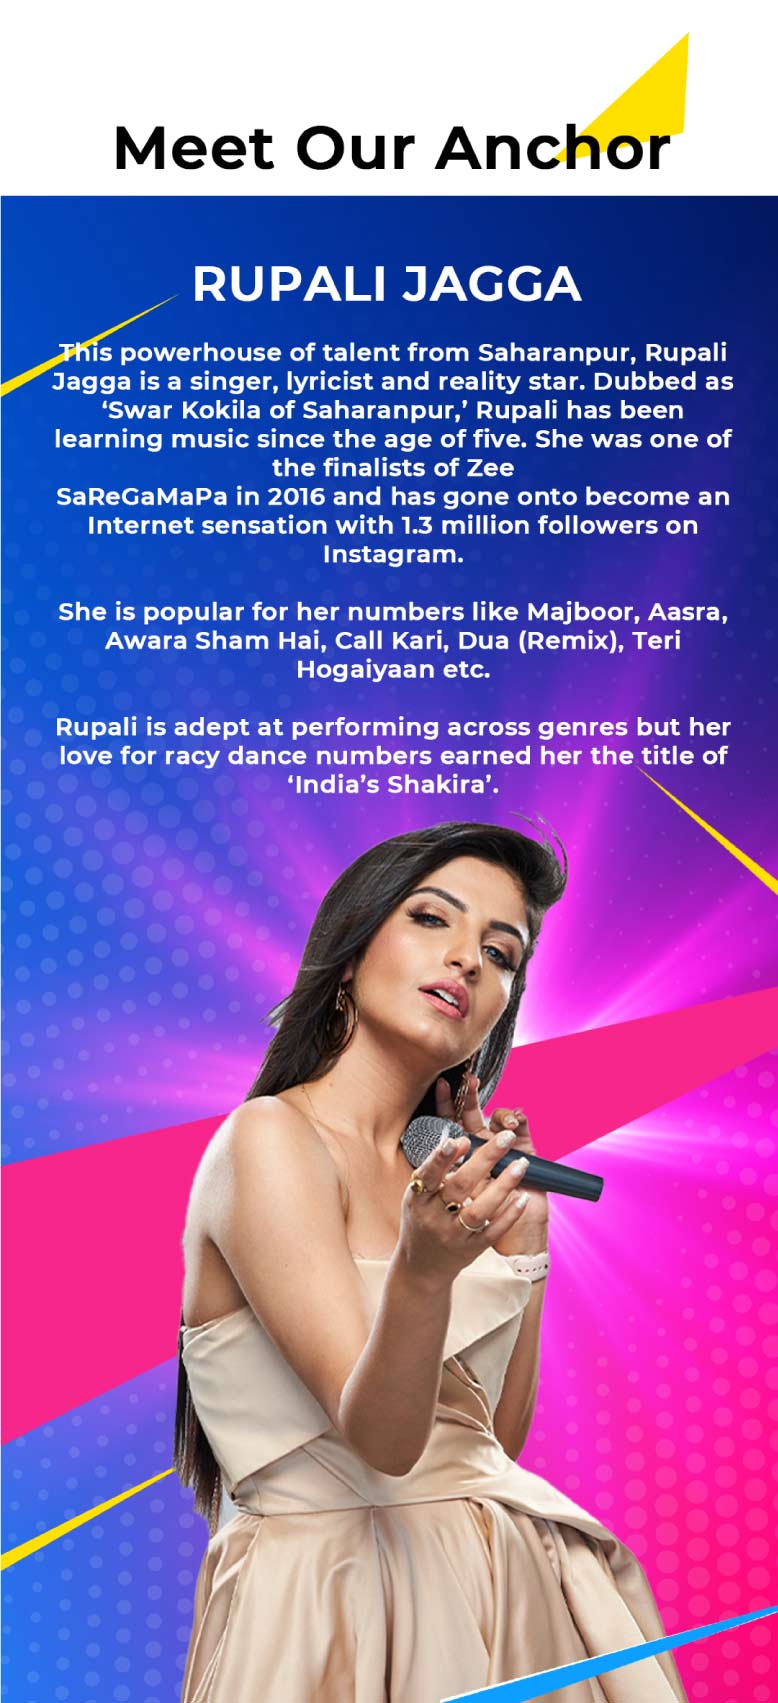 Meet Our Anchor
RUPALI JAGGA
This powerhouse of talent from Saharanpur, Rupali
Jagga is a singer, lyricist and reality star. Dubbed as
‘Swar Kokila of Saharanpur,’ Rupali has been
learning music since the age of five. She was one of
the finalists of Zee
SaReGaMaPa in 2016 and has gone onto become an
Internet sensation with 1.3 million followers on
Instagram.
She is popular for her numbers like Majboor, Aasra,
Awara Sham Hai, Call Kari, Dua (Remix), Teri
Hogaiyaan etc.
Rupali is adept at performing across genres but her
love for racy dance numbers earned her the title of
‘India’s Shakira’.